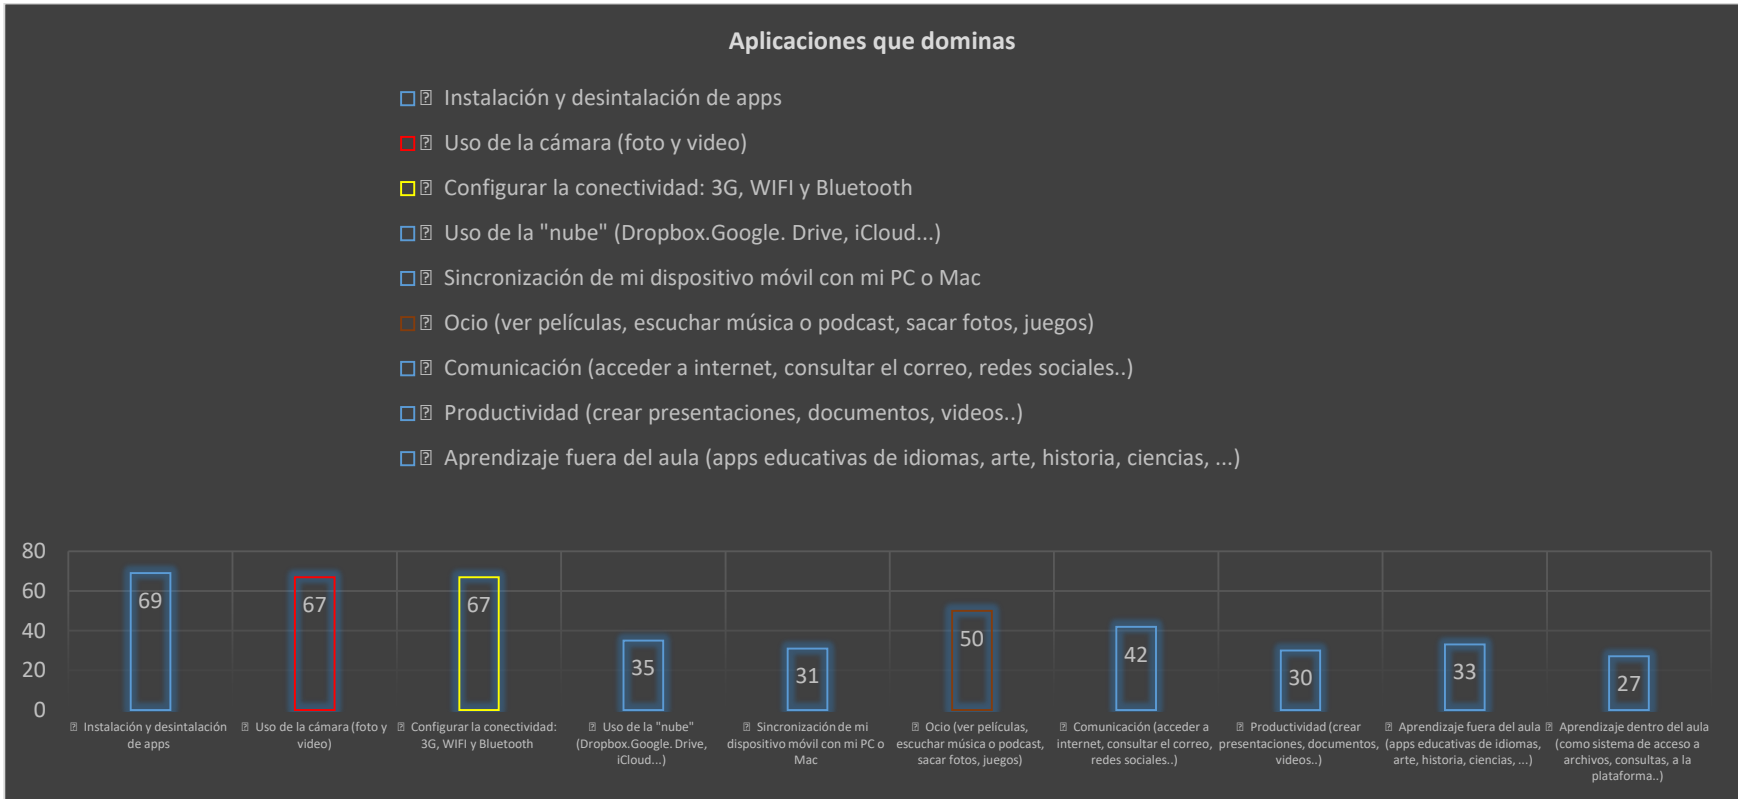 Aplicaciones que dominas
Instalación y desintalación de apps
Uso de la cámara (foto y video)
Configurar la conectividad: 3G, WIFI y Bluetooth
Uso de la "nube" (Dropbox.Google. Drive, iCloud...)
Sincronización de mi dispositivo móvil con mi PC o Mac
Ocio (ver películas, escuchar música o podcast, sacar fotos, juegos)
Comunicación (acceder a internet, consultar el correo, redes sociales..)
Productividad (crear presentaciones, documentos, videos..)
Aprendizaje fuera del aula (apps educativas de idiomas, arte, historia, ciencias, ...)
80
60
40
20
0
69
67
67
35
31
50
42
30
33
27
Instalación y desintalación
de apps
Uso de la cámara (foto y
video)
Configurar la conectividad:
3G, WIFI y Bluetooth
Uso de la "nube"
(Dropbox.Google. Drive,
iCloud...)
Sincronización de mi
dispositivo móvil con mi PC o
Mac
Ocio (ver películas,
escuchar música o podcast,
sacar fotos, juegos)
Comunicación (acceder a
internet, consultar el correo,
redes sociales..)
Productividad (crear
presentaciones, documentos,
videos..)
Aprendizaje fuera del aula
(apps educativas de idiomas,
arte, historia, ciencias, ...)
Aprendizaje dentro del aula
(como sistema de acceso a
archivos, consultas, a la
plataforma..)